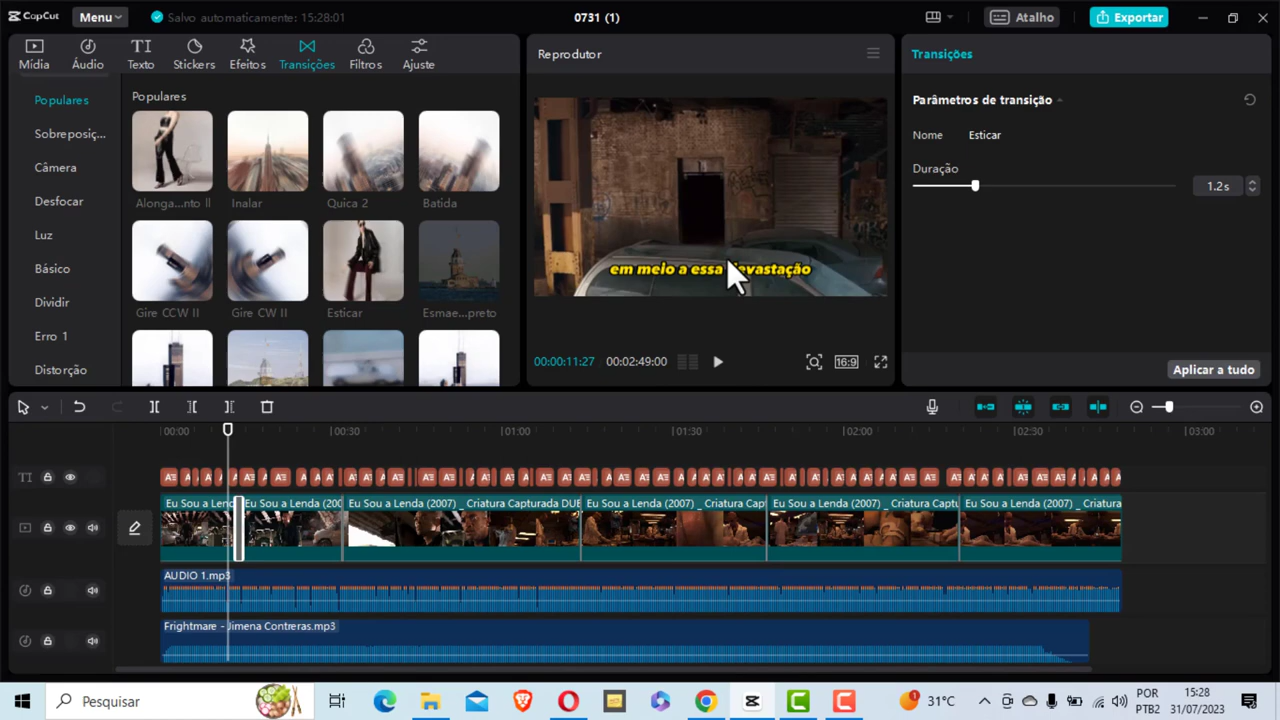 CapCut
Menu
Salvo automaticamente: 15:28:01
0731 (1)
Atalho
Exportar
Mídia
Áudio
Texto
Stickers
Efeitos
Transições
Filtros
Ajuste
Populares
Sobreposiç...
Câmera
Desfocar
Luz
Básico
Dividir
Erro 1
Distorção
Populares
Alonga...nto II
Inalar
Quica 2
Batida
Gire CCW II
Gire CW II
Esticar
Esmae...preto
Reprodutor
em meio a essa devastação
00:00:11:27
00:02:49:00
16:9
Transições
Parâmetros de transição
Nome
Esticar
Duração
1.2s
Aplicar a tudo
00:00
00:30
01:00
01:30
02:00
02:30
03:00
Eu Sou a Lend
Eu Sou a Lenda (200
Eu Sou a Lenda (2007) _ Criatura Capturada DUB
Eu Sou a Lenda (2007) _ Criatura Capt
Eu Sou a Lenda (2007) _ Criatura Captu
Eu Sou a Lenda (2007) _ Criatura
AUDIO 1.mp3
Frightmare - Jimena Contreras.mp3
Pesquisar
1
31°C
POR
PTB2
15:28
31/07/2023